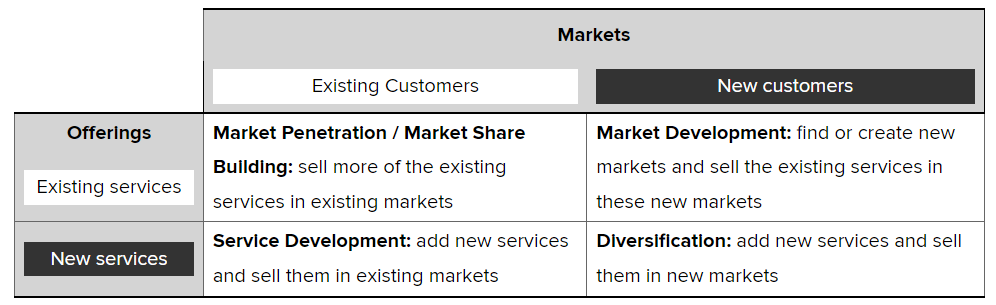 Markets
Existing Customers
New customers
Offerings
Existing services
Market Penetration / Market Share
Building: sell more of the existing
services in existing markets
Market Development: find or create new
markets and sell the existing services in
these new markets
New services
Service Development: add new services
and sell them in existing markets
Diversification: add new services and sell
them in new markets